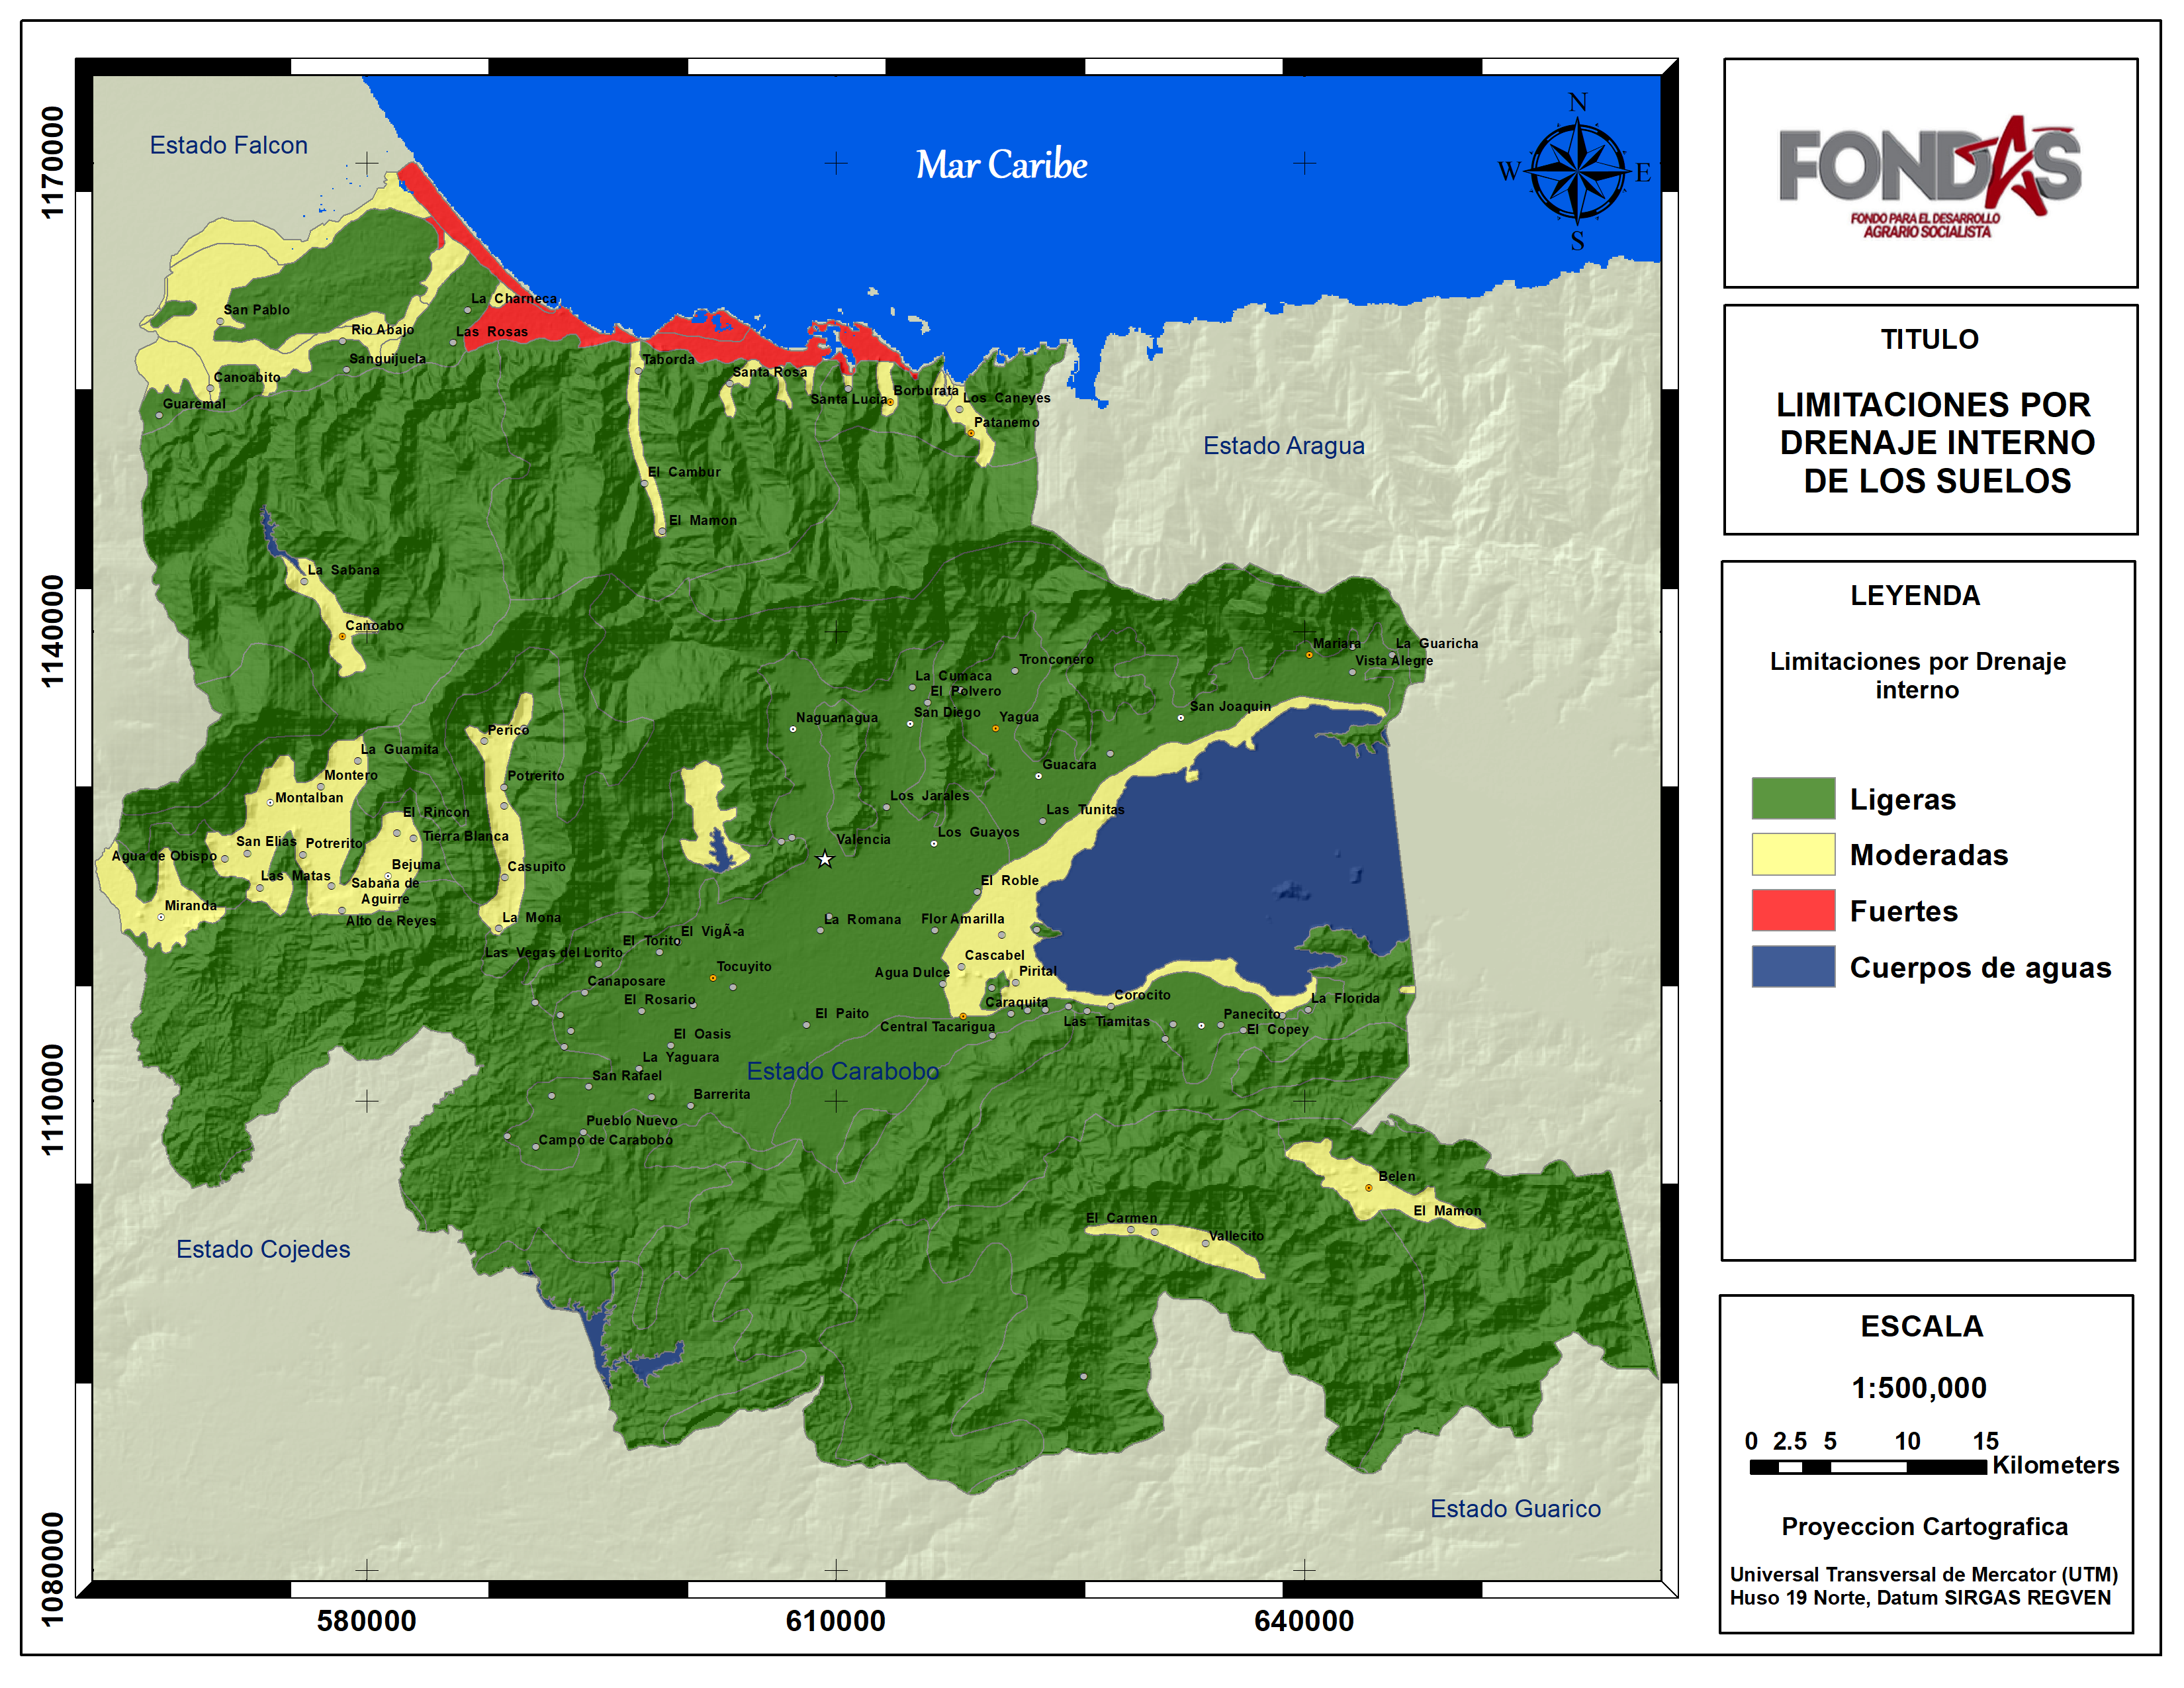 Estado Falcon
Mar Caribe
N
W
E
S
Estado Aragua
San Pablo
La Charneca
Rio Abajo
Las Rosas
Sanguijuela
Canoabito
Guaremal
Taborda
Santa Rosa
Santa Lucia
Borburata
Los Caneyes
Patanemo
El Cambur
El Mamon
La Sabana
Canoabo
Mariara
La Guaricha
Vista Alegre
Tronconero
La Cumaca
El Polvero
San Diego
Naguanagua
Yagua
San Joaquin
Perico
La Guamita
Montero
Potrerito
Guacara
Montalban
El Rincon
Los Jarales
Las Tunitas
San Elias
Potrerito
Tierra Blanca
Valencia
Los Guayos
Agua de Obispo
Bejuma
Casupito
Las Matas
Sabana de
Aguirre
El Roble
Miranda
Alto de Reyes
La Mona
La Romana
Flor Amarilla
El VigÃ-a
El Torito
Las Vegas del Lorito
Cascabel
Tocuyito
Agua Dulce
Pirital
Canaposare
El Rosario
Caraquita
Corocito
La Florida
El Paito
Central Tacarigua
Las Tiamitas
Panecito
El Copey
El Oasis
La Yaguara
Estado Carabobo
San Rafael
Barrerita
Pueblo Nuevo
Campo de Carabobo
Belen
El Mamon
El Carmen
Vallecito
Estado Cojedes
Estado Guarico
1170000
1140000
1110000
1080000
580000
610000
640000
FONDAS
FONDO PARA EL DESARROLLO
AGRARIO SOCIALISTA
TITULO
LIMITACIONES POR
DRENAJE INTERNO
DE LOS SUELOS
LEYENDA
Limitaciones por Drenaje
interno
Ligeras
Moderadas
Fuertes
Cuerpos de aguas
ESCALA
1:500,000
0 2.5 5 10 15
Kilometers
Proyeccion Cartografica
Universal Transversal de Mercator (UTM)
Huso 19 Norte, Datum SIRGAS REGVEN